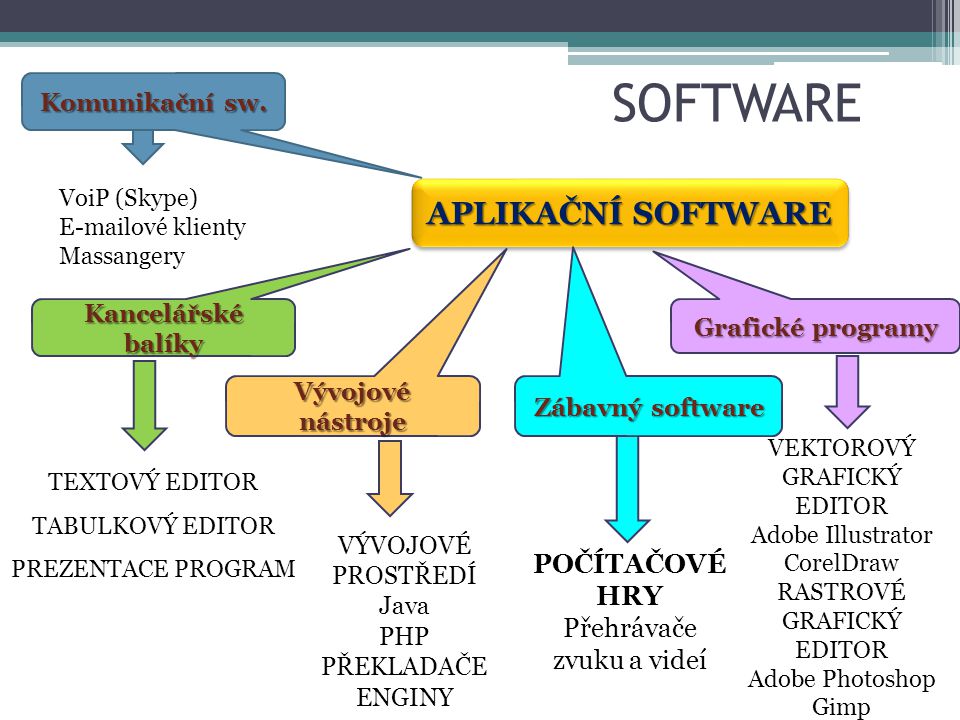 SOFTWARE
Komunikační sw.
VoiP (Skype)
E-mailové klienty
Massangery
APLIKAČNÍ SOFTWARE
Kancelářské
balíky
TEXTOVÝ EDITOR
TABULKOVÝ EDITOR
PREZENTACE PROGRAM
Vývojové
nástroje
VÝVOJOVÉ
PROSTŘEDÍ
Java
PHP
PŘEKLADAČE
ENGINY
Zábavný software
POČÍTAČOVÉ
HRY
Přehrávače
zvuku a videí
Grafické programy
VEKTOROVÝ
GRAFICKÝ
EDITOR
Adobe Illustrator
CorelDraw
RASTROVÉ
GRAFICKÝ
EDITOR
Adobe Photoshop
Gimp